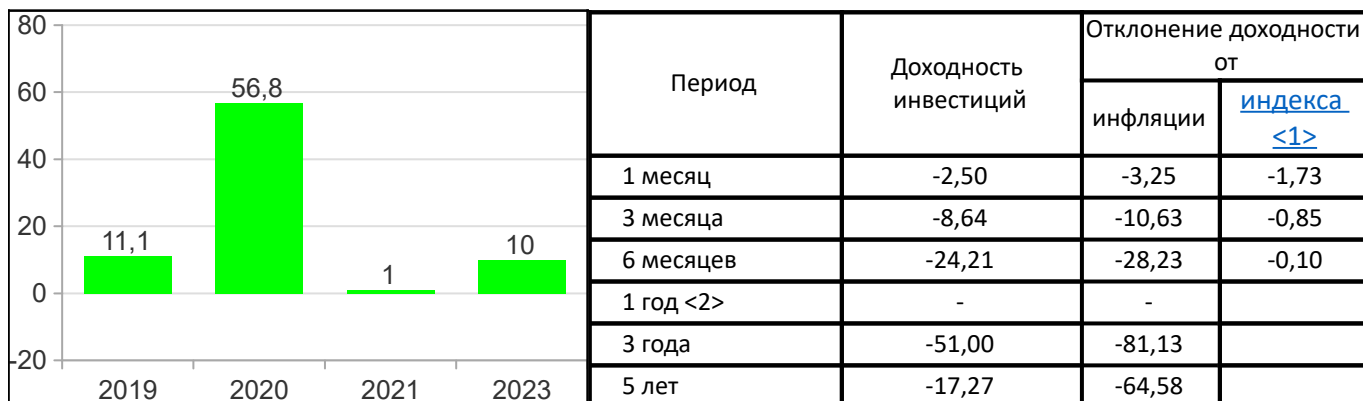 80
60
40
20
0
-20
11,1
56,8
1
10
2019 2020 2021 2023
Период
Доходность
инвестиций
Отклонение доходности
от
инфляции
индекса
<1>
1 месяц -2,50 -3,25 -1,73
3 месяца -8,64 -10,63 -0,85
6 месяцев -24,21 -28,23 -0,10
1 год <2> - -
3 года -51,00 -81,13
5 лет -17,27 -64,58